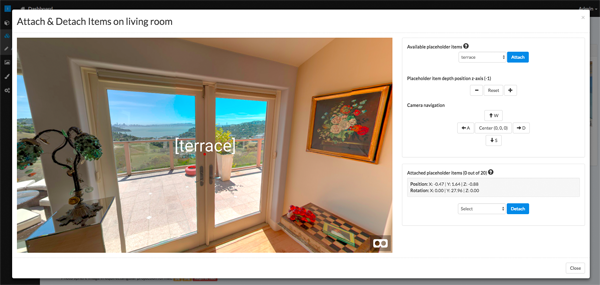 Dashboard
Admin
Attach & Detach Items on living room
x
[terrace]
Available placeholder items ?
terrace
Attach
Placeholder item depth position z-axis (-1)
− Reset +
Camera navigation
W
A Center (0, 0, 0) D
S
Attached placeholder items (0 out of 20) ?
Position: X: -0.47 | Y: 1.64 | Z: -0.88
Rotation: X: 0.00 | Y: 27.96 | Z: 0.00
Select
Detach
Close